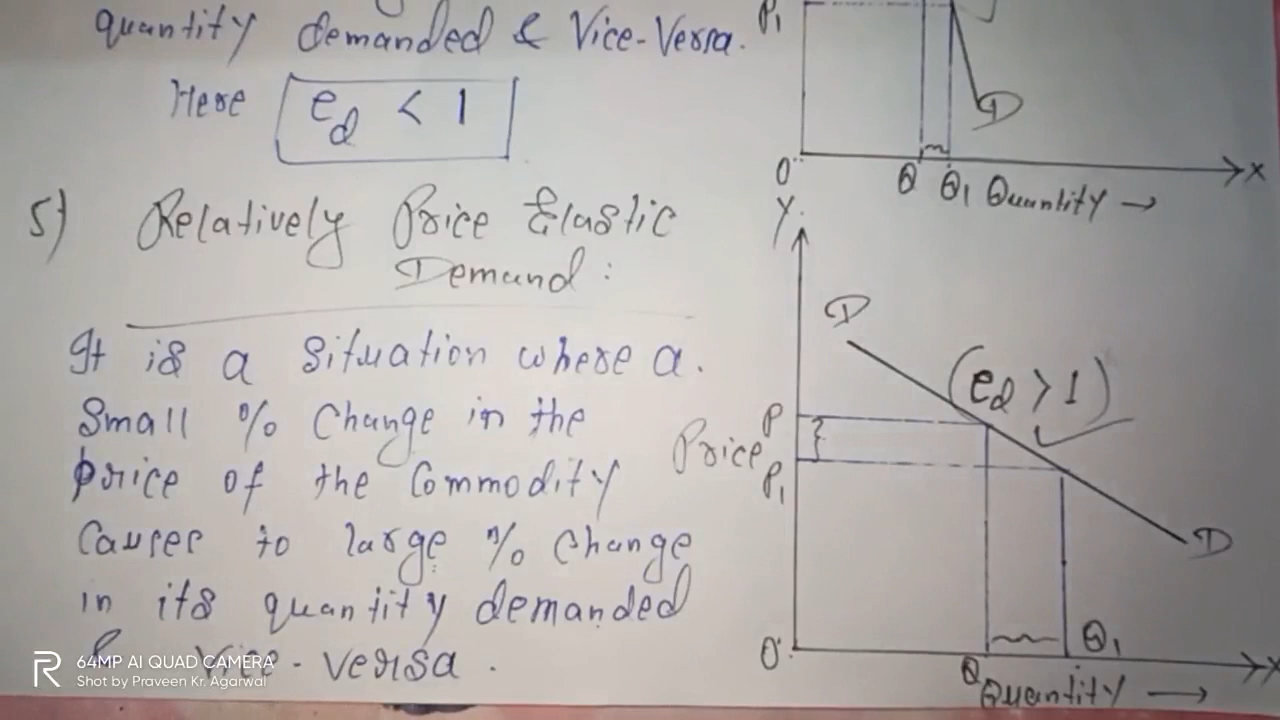 quantity demanded & Vice-Versa.
Here ed < 1
P1
D
O
Q Q1 Quantity →
X
5) Relatively Price Elastic
Demand :
It is a Situation where a.
Small % Change in the
price of the Commodity
Causes to large % Change
in its quantity demanded
& Vice-versa.
Y
D
(ed > 1)
P
Price
P1
D
O
Q
Q1
X
Quantity →
64MP AI QUAD CAMERA
Shot by Praveen Kr. Agarwal